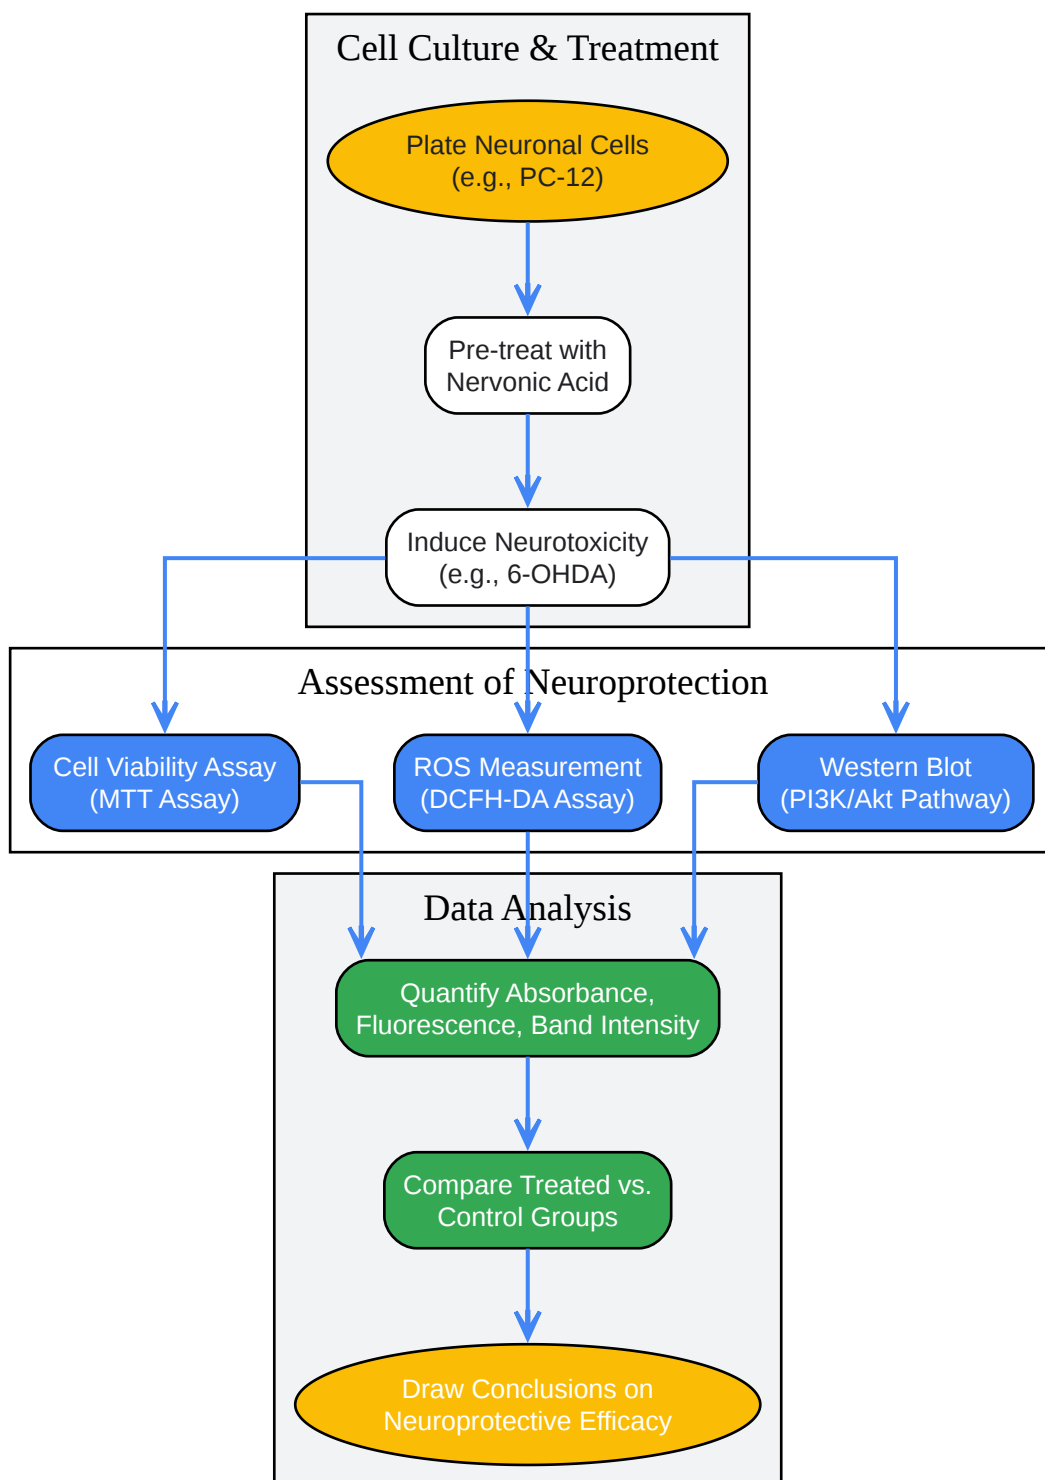 Cell Culture & Treatment
Plate Neuronal Cells
(e.g., PC-12)
Pre-treat with
Nervonic Acid
Induce Neurotoxicity
(e.g., 6-OHDA)
Assessment of Neuroprotection
Cell Viability Assay
(MTT Assay)
ROS Measurement
(DCFH-DA Assay)
Western Blot
(PI3K/Akt Pathway)
Data Analysis
Quantify Absorbance,
Fluorescence, Band Intensity
Compare Treated vs.
Control Groups
Draw Conclusions on
Neuroprotective Efficacy